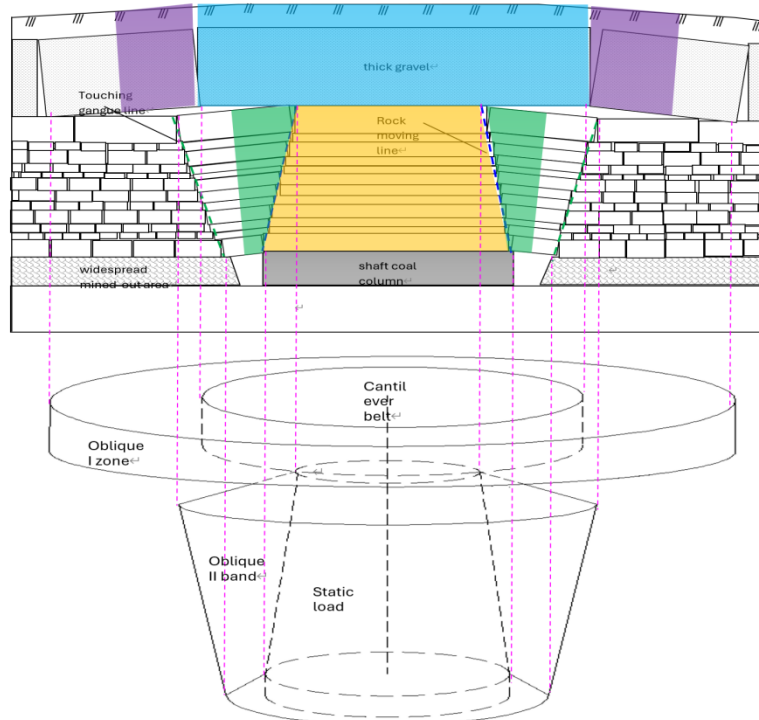 thick gravel
Touching
gangue line
Rock
moving
line
widespread
mined-out area
shaft coal
column
Cantil
ever
belt
Oblique
I zone
Oblique
II band
Static
load